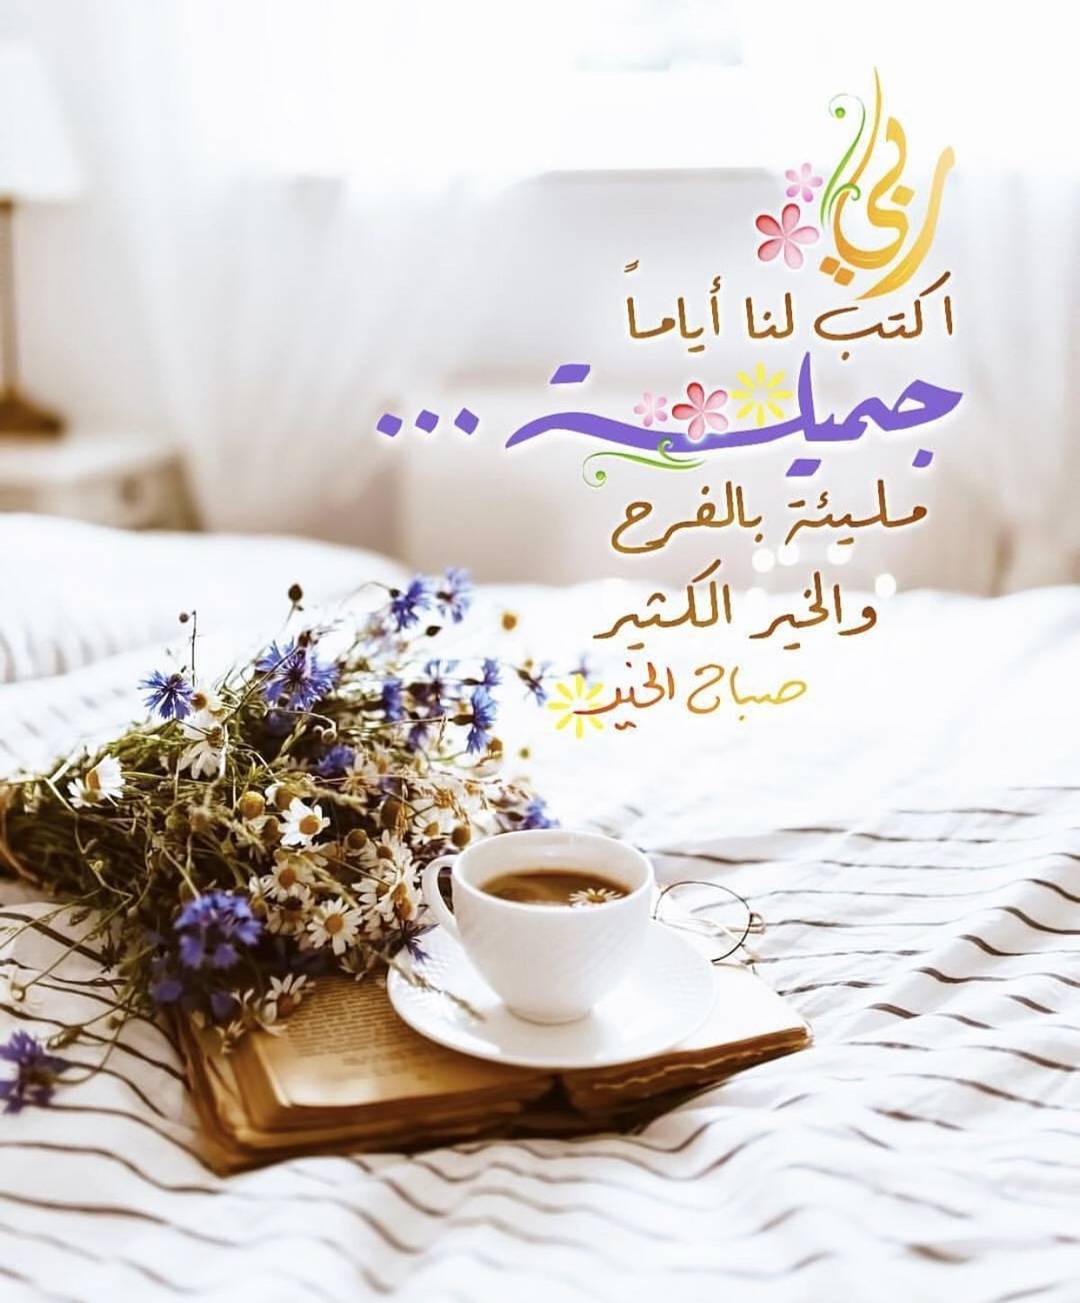 ربي
اكتب لنا أياماً
جميلة ...
مليئة بالفرح
والخير الكثير
صباح الخير